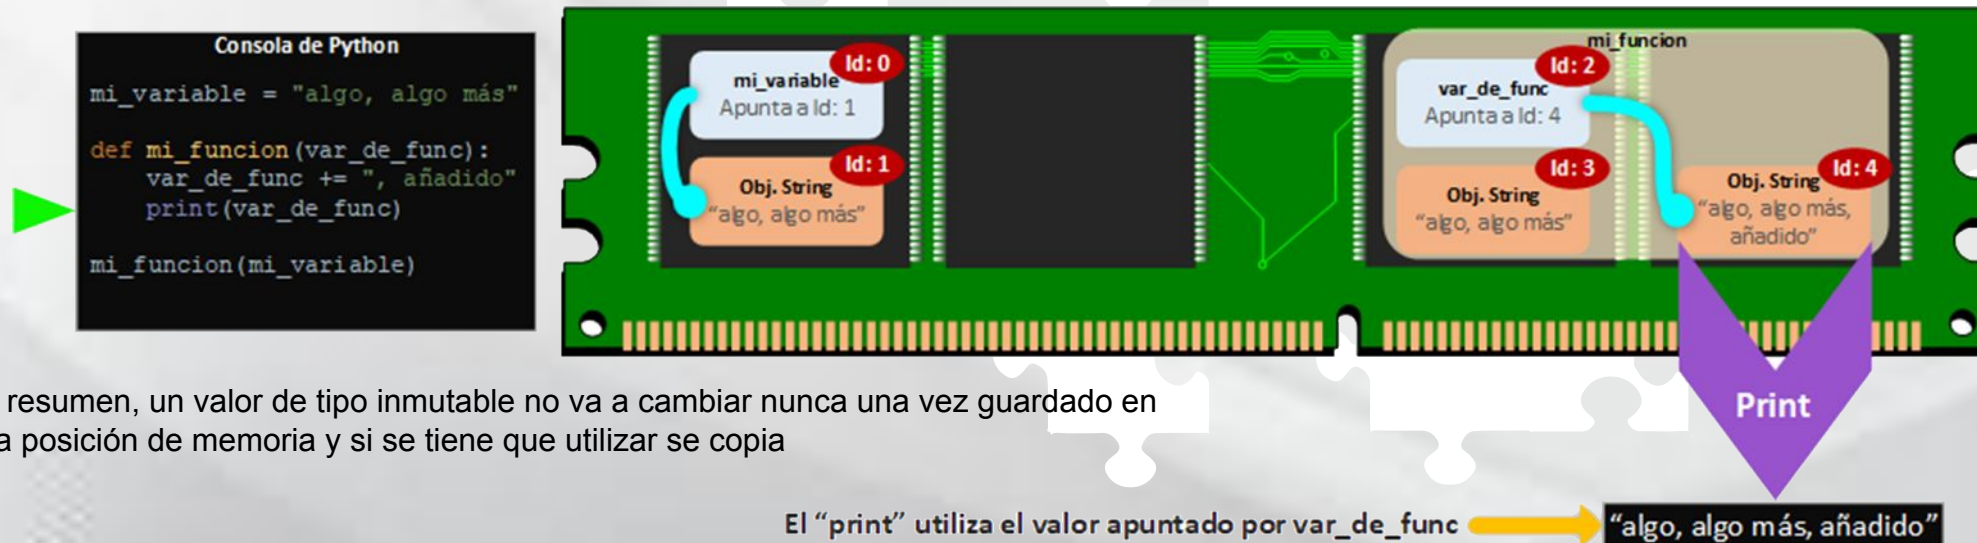 Consola de Python
mi_variable = "algo, algo más"
def mi_funcion(var_de_func):
var_de_func += ", añadido"
print(var_de_func)
mi_funcion(mi_variable)
Id: 0
mi_variable
Apunta a Id: 1
Id: 1
Obj. String
“algo, algo más”
mi_funcion
Id: 2
var_de_func
Apunta a Id: 4
Id: 3
Obj. String
“algo, algo más”
Id: 4
Obj. String
“algo, algo más,
añadido”
Print
resumen, un valor de tipo inmutable no va a cambiar nunca una vez guardado en
a posición de memoria y si se tiene que utilizar se copia
El “print” utiliza el valor apuntado por var_de_func
“algo, algo más, añadido”